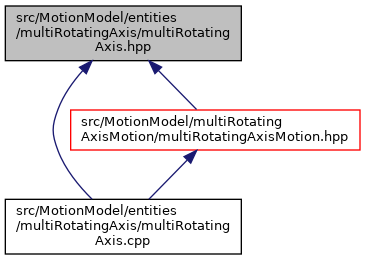 src/MotionModel/entities
/multiRotatingAxis/multiRotating
Axis.hpp
src/MotionModel/multiRotating
AxisMotion/multiRotatingAxisMotion.hpp
src/MotionModel/entities
/multiRotatingAxis/multiRotating
Axis.cpp